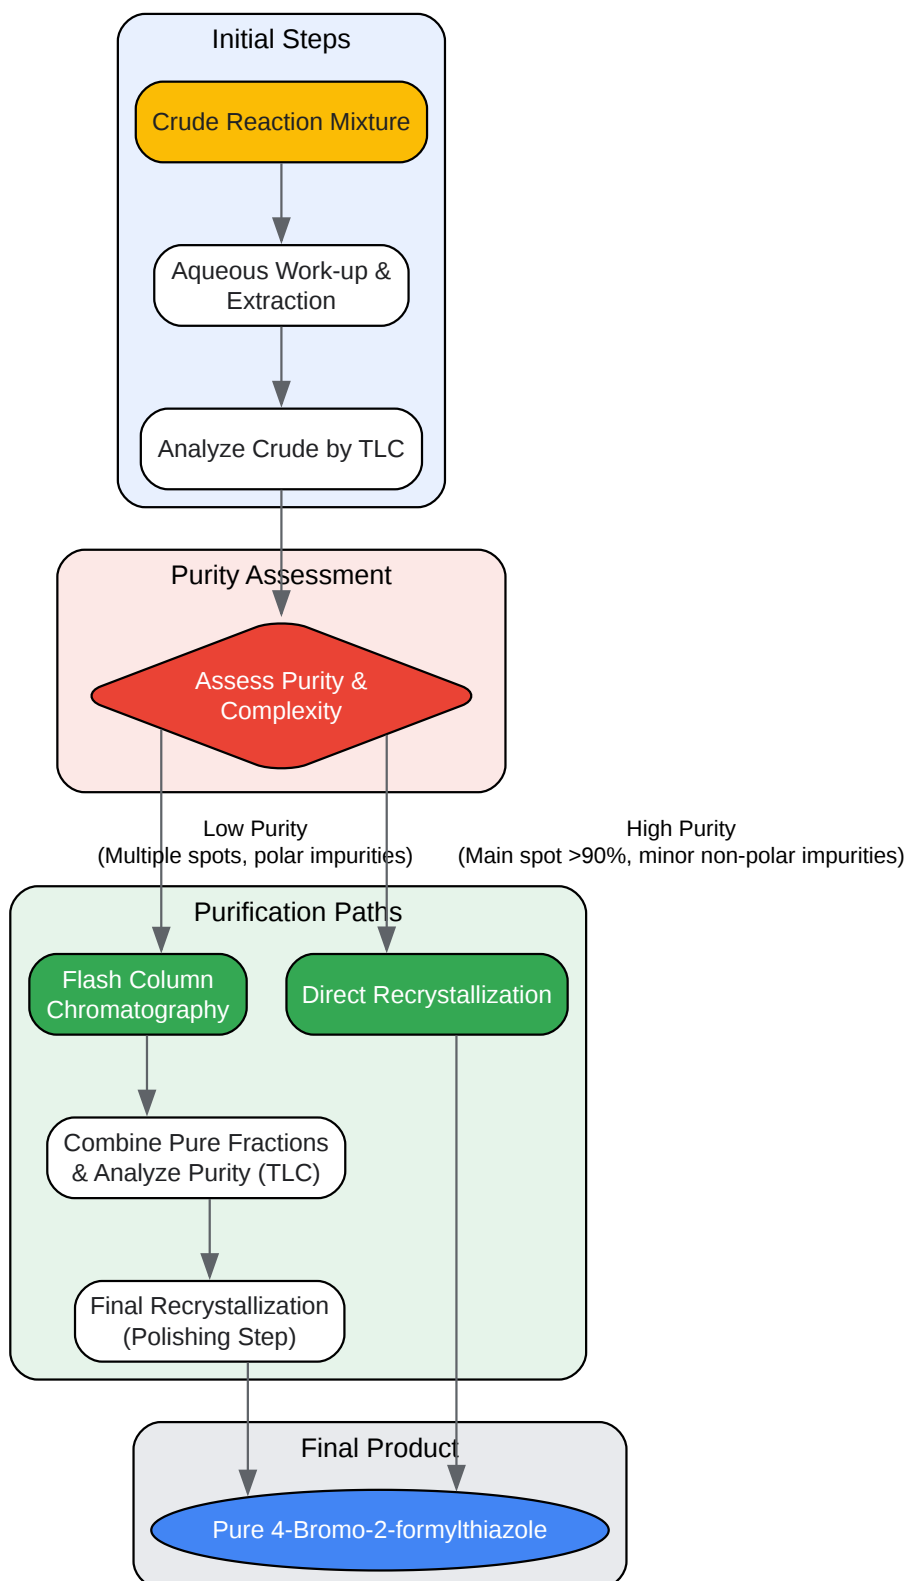 Initial Steps
Crude Reaction Mixture
Aqueous Work-up &
Extraction
Analyze Crude by TLC
Purity Assessment
Assess Purity &
Complexity
Low Purity
(Multiple spots, polar impurities)
High Purity
(Main spot >90%, minor non-polar impurities)
Purification Paths
Flash Column
Chromatography
Direct Recrystallization
Combine Pure Fractions
& Analyze Purity (TLC)
Final Recrystallization
(Polishing Step)
Final Product
Pure 4-Bromo-2-formylthiazole